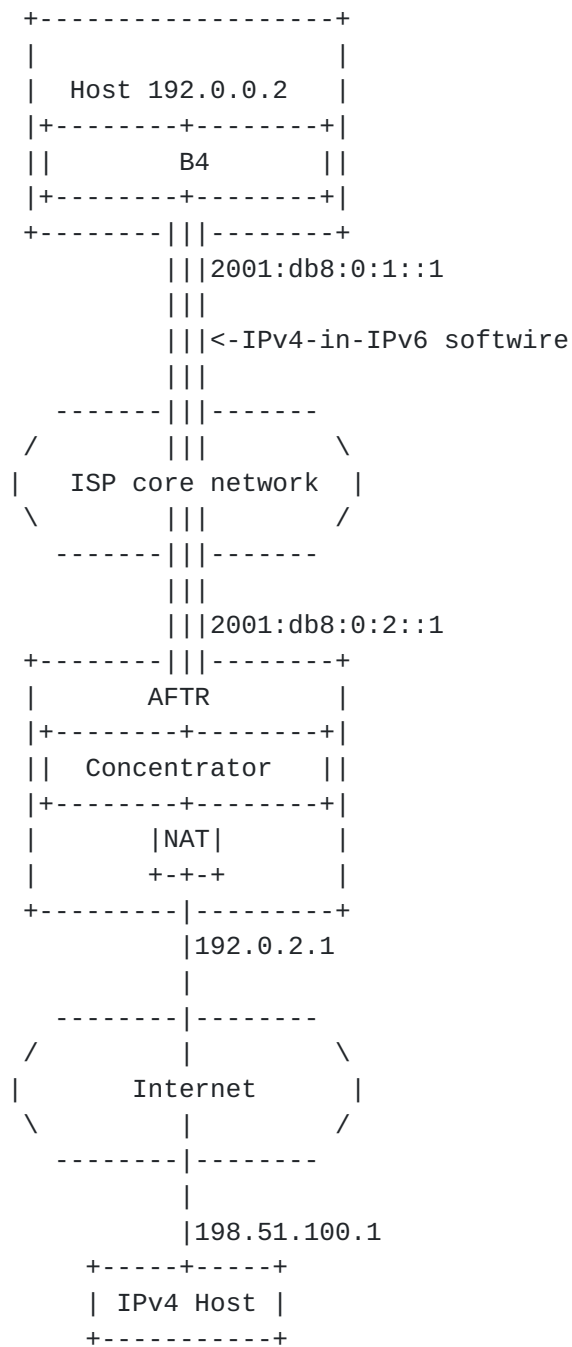 Host 192.0.0.2
B4
2001:db8:0:1::1
<-IPv4-in-IPv6 softwire
ISP core network
2001:db8:0:2::1
AFTR
Concentrator
|NAT|
192.0.2.1
Internet
198.51.100.1
IPv4 Host